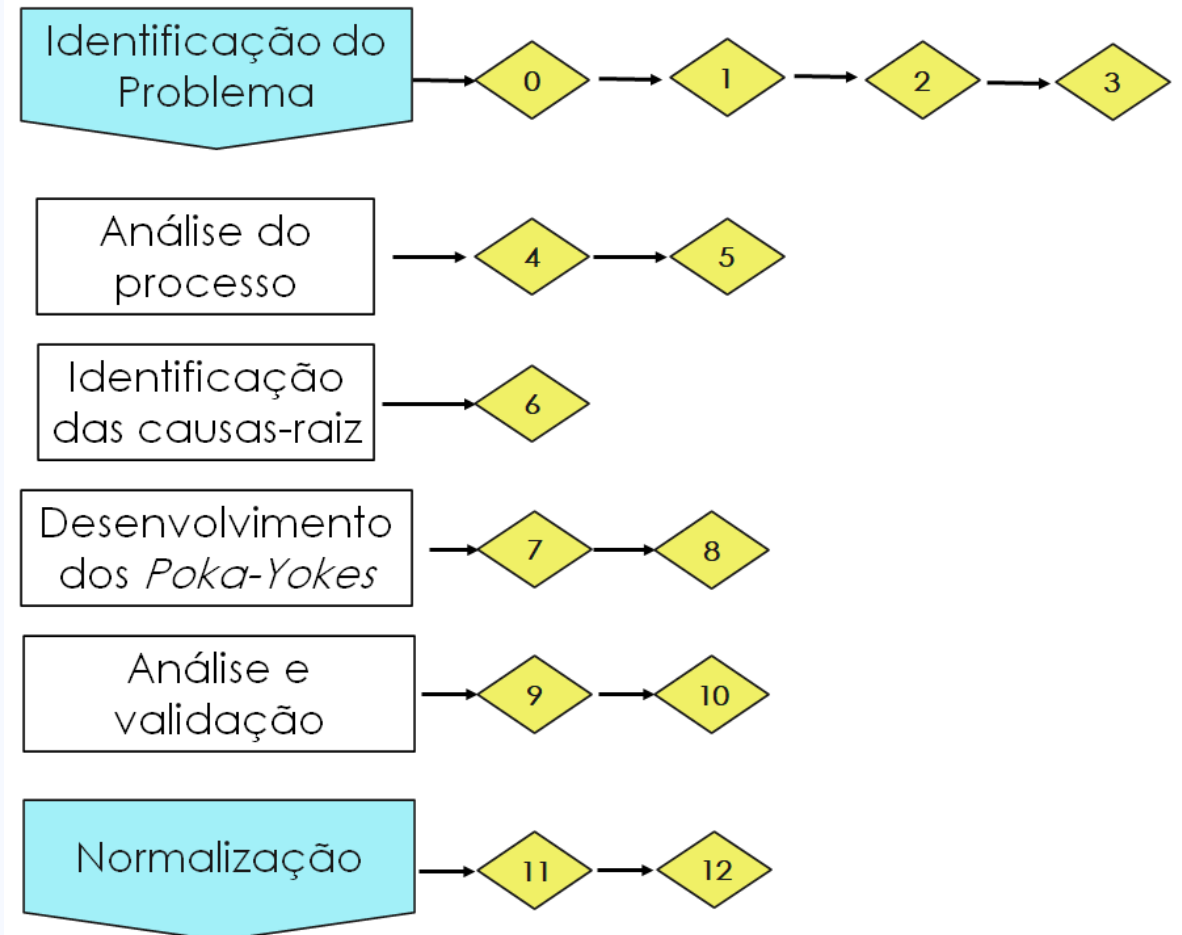 Identificação do
Problema
0
1
2
3
Análise do
processo
4
5
Identificação
das causas-raiz
6
Desenvolvimento
dos Poka-Yokes
7
8
Análise e
validação
9
10
Normalização
11
12